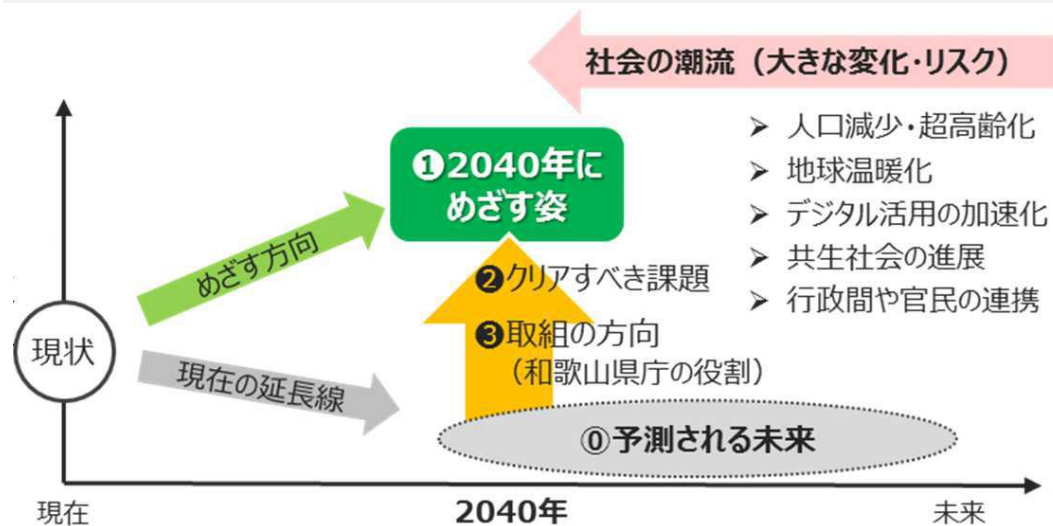 社会の潮流（大きな変化・リスク）
➢ 人口減少・超高齢化
➢ 地球温暖化
➢ デジタル活用の加速化
➢ 共生社会の進展
➢ 行政間や官民の連携
❶2040年に
めざす姿
めざす方向
❷クリアすべき課題
❸取組の方向
（和歌山県庁の役割）
現状
現在の延長線
⓪予測される未来
現在
2040年
未来